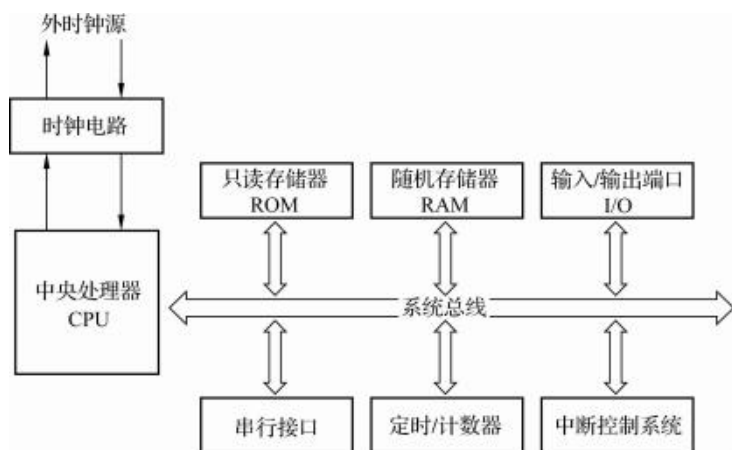 外时钟源
时钟电路
只读存储器
ROM
随机存储器
RAM
输入/输出端口
I/O
中央处理器
CPU
系统总线
串行接口
定时/计数器
中断控制系统